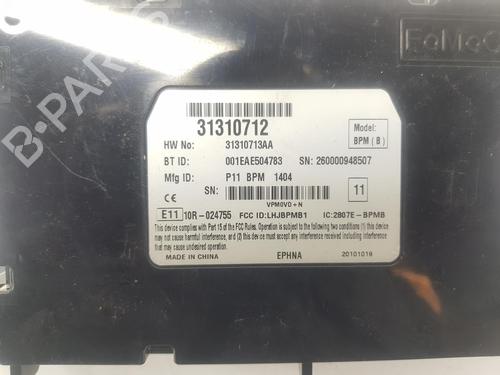 FoMoC
31310712
Model:
BPM ( B )
HW No: 31310713AA
BT ID: 001EAE504783 SN: 260000948507
Mfg ID: P11 BPM 1404
SN:
11
VPM0V0+N
CE
E11 10R-024755 FCC ID:LHJBPMB1 IC:2807E-BPMB
This device complies with Part 15 of the FCC Rules. Operation is subject to the following
two conditions (1) this device may not cause harmful interference, and (2) this device
must accept any interference received, including interference that may
cause undesired operation.
MADE IN CHINA EPHNA 20101019